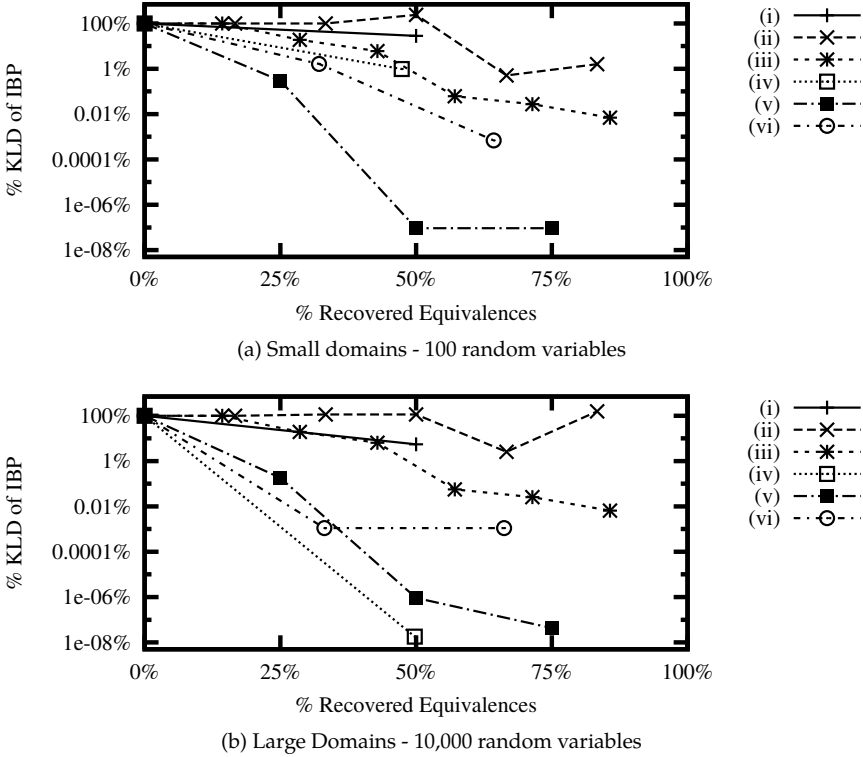 % KLD of IBP
100%
1%
0.01%
0.0001%
1e-06%
1e-08%
0% 25% 50% 75% 100%
% Recovered Equivalences
(i)
(ii)
(iii)
(iv)
(v)
(vi)
(a) Small domains - 100 random variables
% KLD of IBP
100%
1%
0.01%
0.0001%
1e-06%
1e-08%
0% 25% 50% 75% 100%
% Recovered Equivalences
(i)
(ii)
(iii)
(iv)
(v)
(vi)
(b) Large Domains - 10,000 random variables